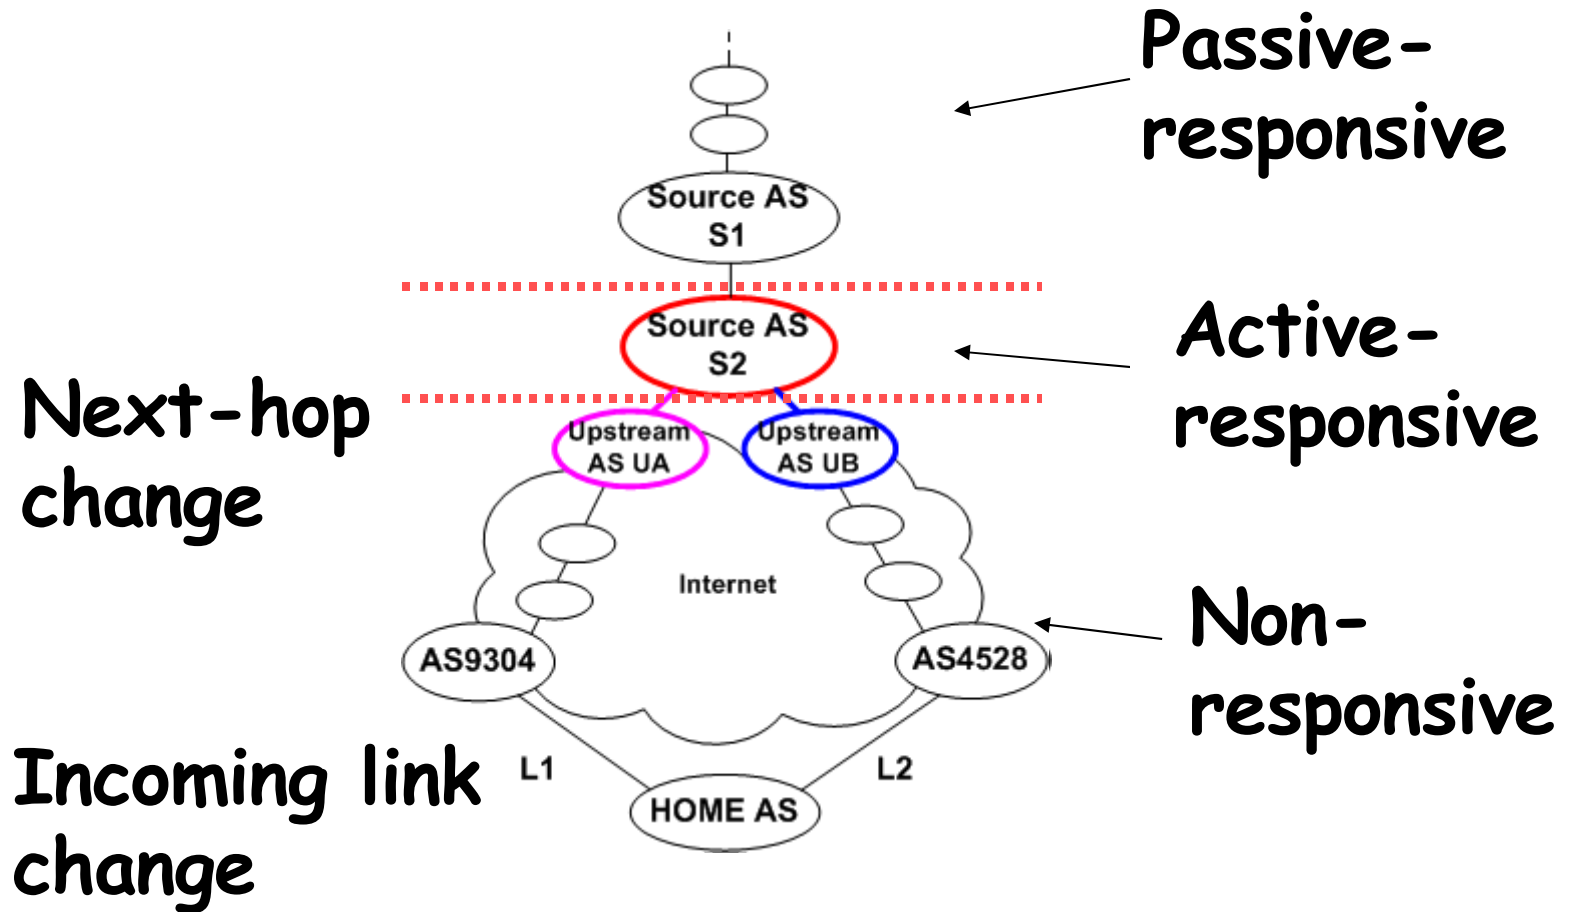 Passive-
responsive
Source AS
S1
Source AS
S2
Active-
responsive
Next-hop
change
Upstream
AS UA
Upstream
AS UB
Internet
Non-
responsive
AS9304
AS4528
Incoming link
change
L1
L2
HOME AS